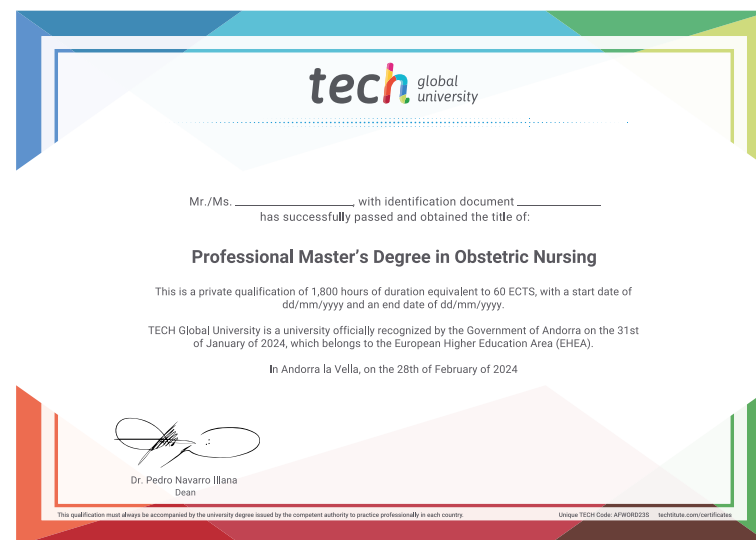 tech global
university
Mr./Ms. ____________, with identification document ____________
has successfully passed and obtained the title of:
Professional Master's Degree in Obstetric Nursing
This is a private qualification of 1,800 hours of duration equivalent to 60 ECTS, with a start date of
dd/mm/yyyy and an end date of dd/mm/yyyy.
TECH Global University is a university officially recognized by the Government of Andorra on the 31st
of January of 2024, which belongs to the European Higher Education Area (EHEA).
In Andorra la Vella, on the 28th of February of 2024
Dr. Pedro Navarro Illana
Dean
This qualification must always be accompanied by the university degree issued by the competent authority to practice professionally in each country.
Unique TECH Code: AFWORD23S techtitute.com/certificates